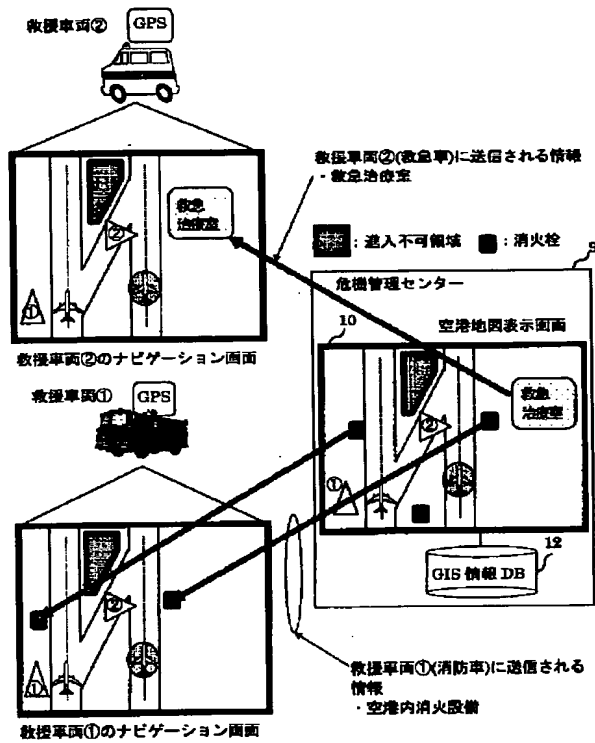 救援車両②
GPS
救援車両②(救急車)に送信される情報
・救急治療室
救急
治療室
②
①
:進入不可領域
:消火栓
9
危機管理センター
10
空港地図表示画面
救援車両②のナビゲーション画面
救援車両①
GPS
救急
治療室
②
①
12
GIS 情報 DB
②
①
救援車両①(消防車)に送信される
情報
・空港内消火設備
救援車両①のナビゲーション画面